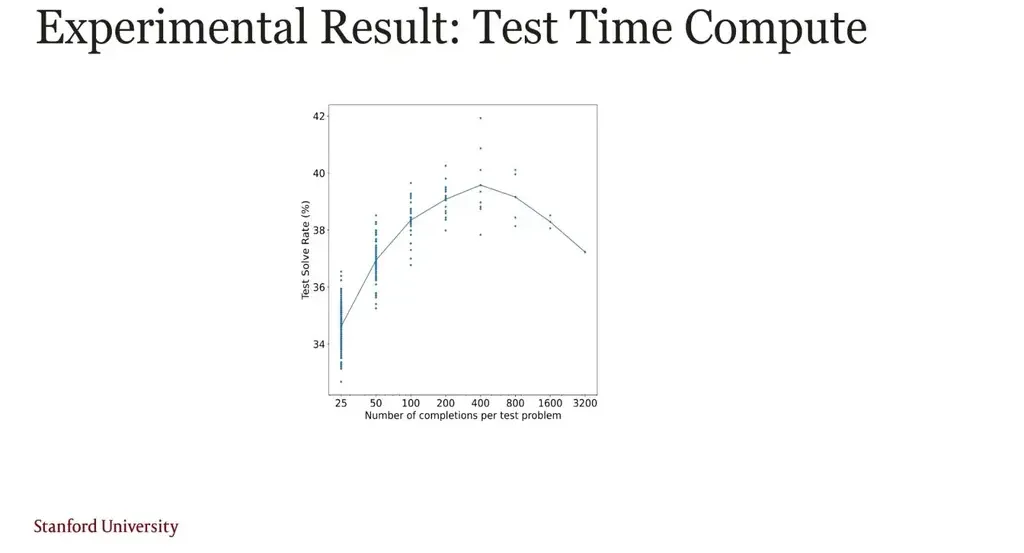 Experimental Result: Test Time Compute
42
40
38
36
34
Test Solve Rate (%)
25 50 100 200 400 800 1600 3200
Number of completions per test problem
Stanford University